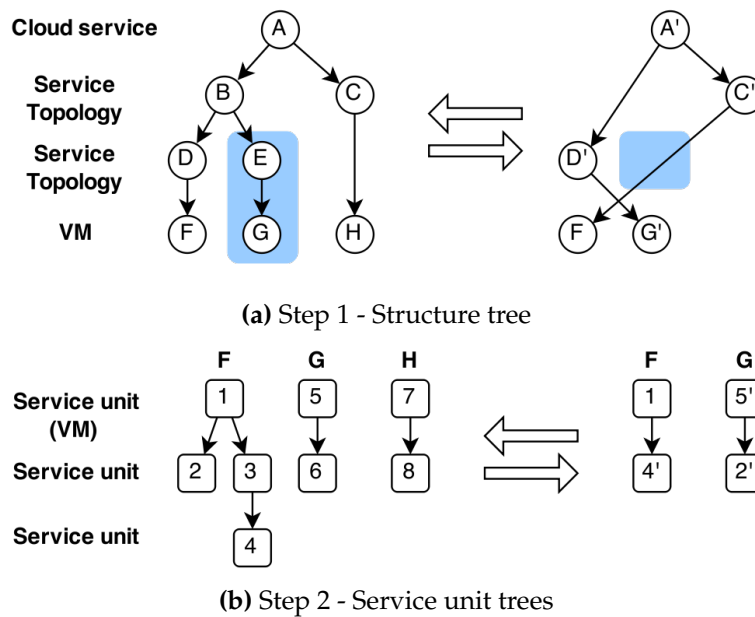 Cloud service A A'
Service
Topology B C C'
Service
Topology D E D'
VM F G H F G'
(a) Step 1 - Structure tree
F G H F G
Service unit
(VM) 1 5 7 1 5'
Service unit 2 3 6 8 4' 2'
Service unit 4
(b) Step 2 - Service unit trees